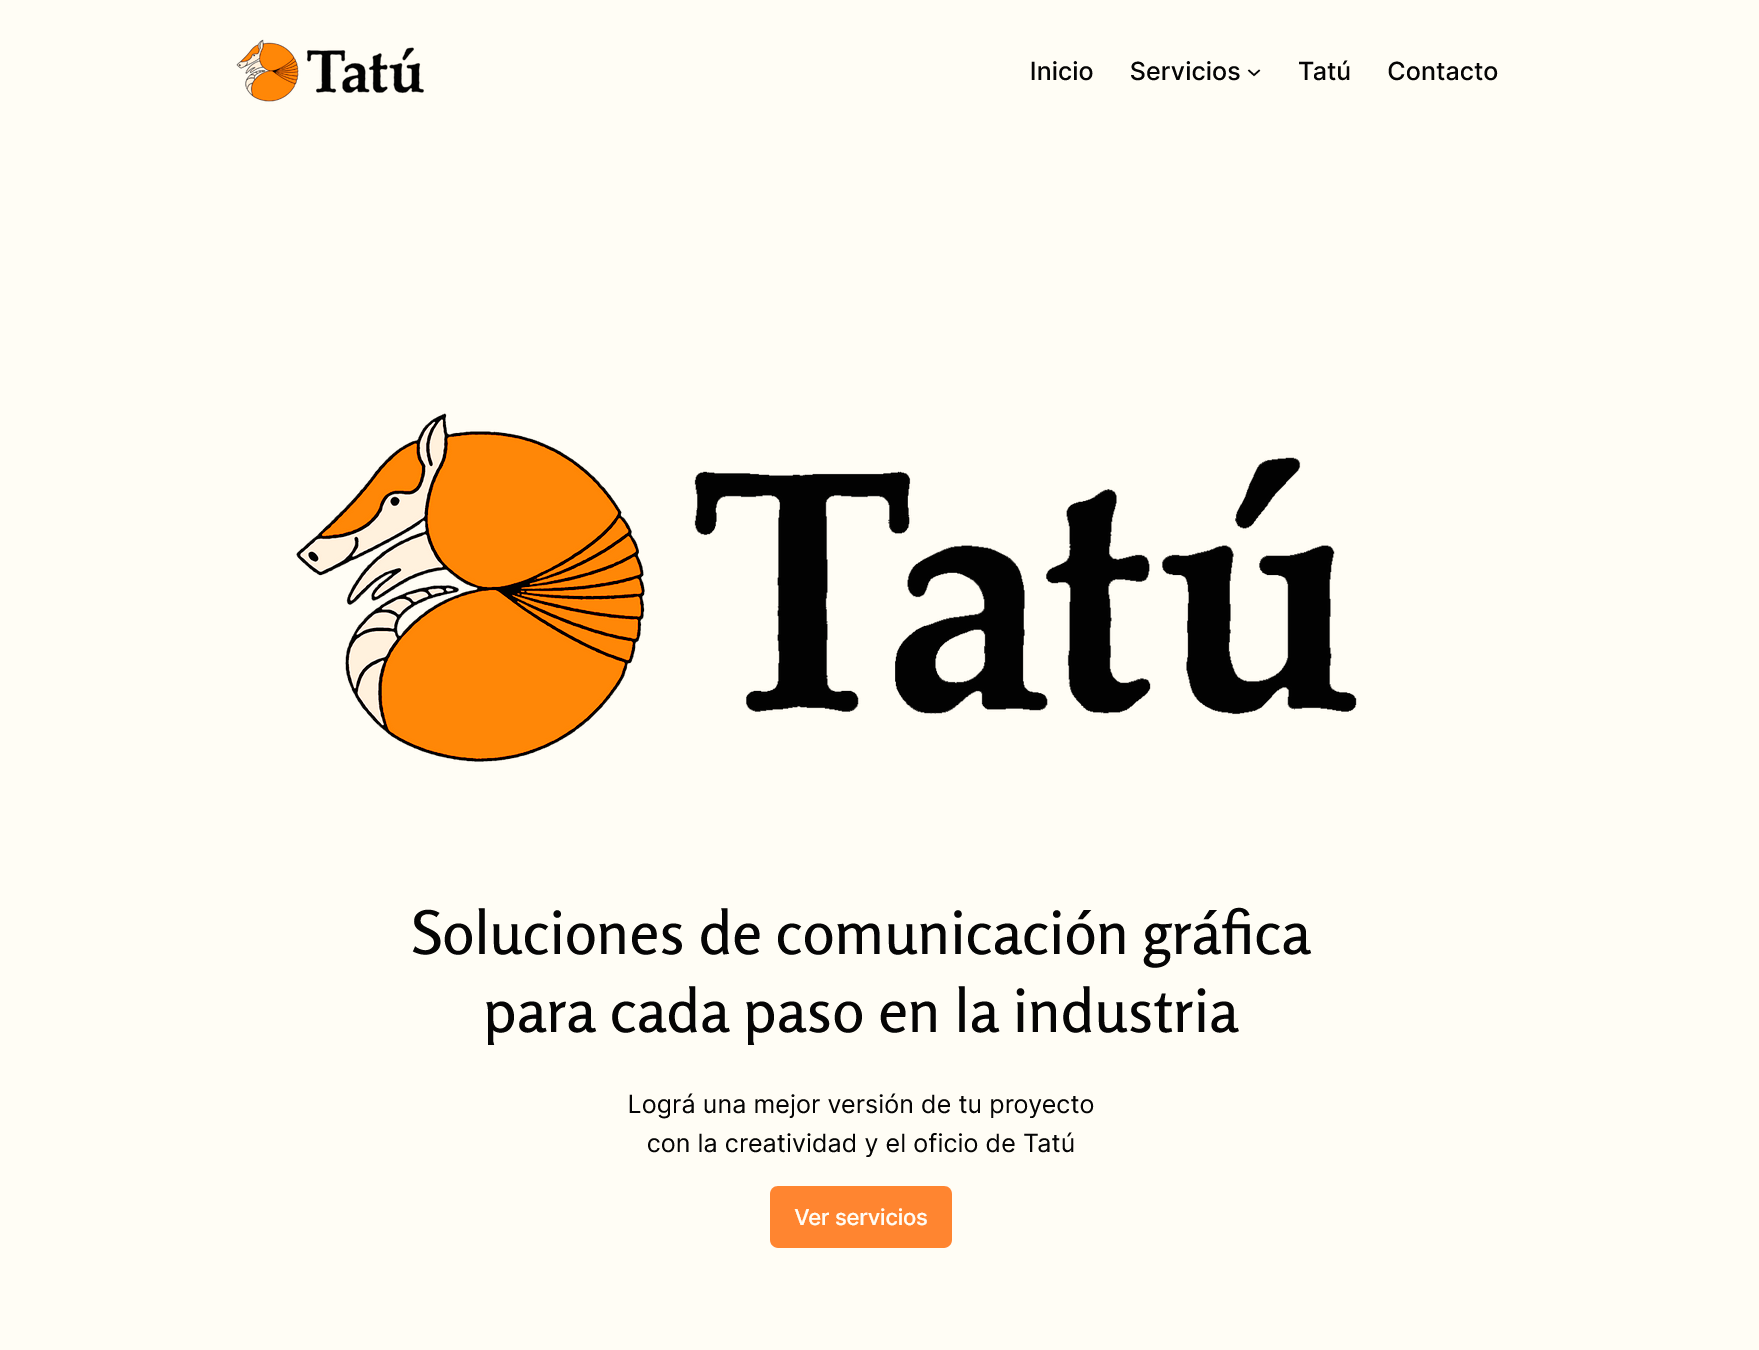 Tatú
Inicio Servicios Tatú Contacto
Tatú
Soluciones de comunicación gráfica
para cada paso en la industria
Lográ una mejor versión de tu proyecto
con la creatividad y el oficio de Tatú
Ver servicios